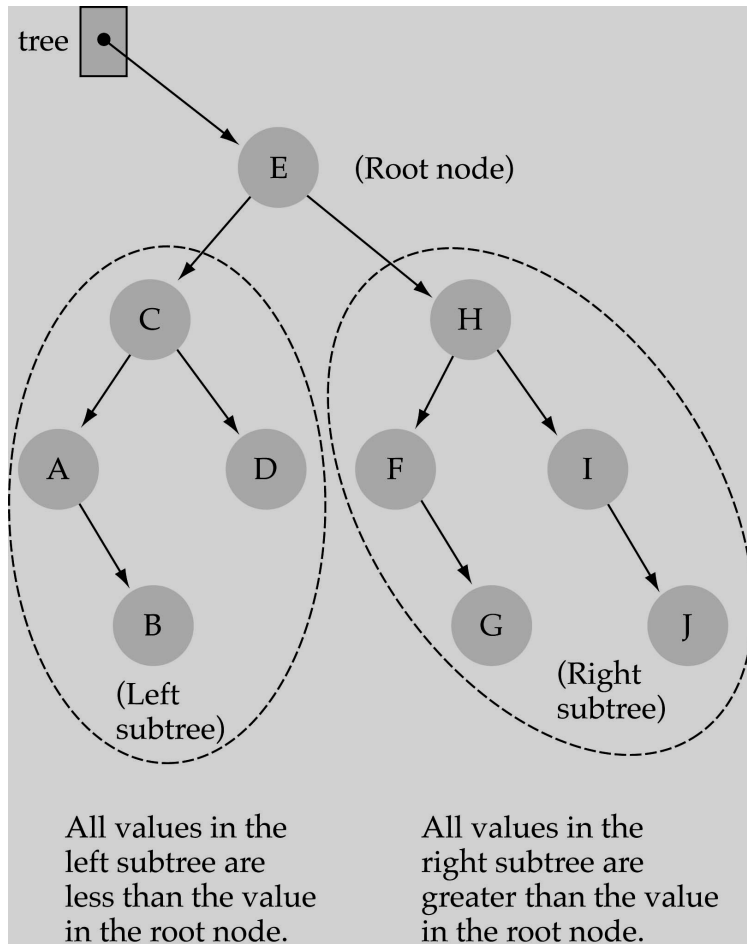 tree
E (Root node)
C H
A D F I
B G J
(Left
subtree)
(Right
subtree)
All values in the
left subtree are
less than the value
in the root node.
All values in the
right subtree are
greater than the value
in the root node.